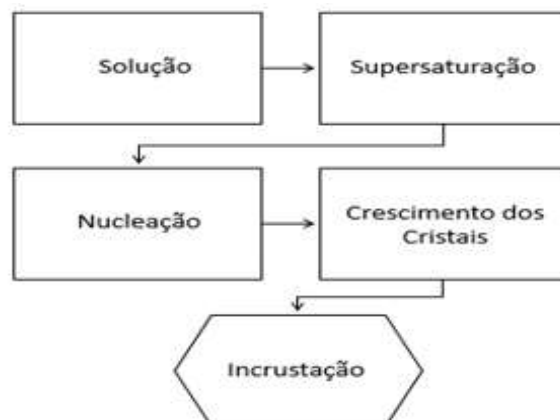 Solução
Supersaturação
Nucleação
Crescimento dos
Cristais
Incrustação